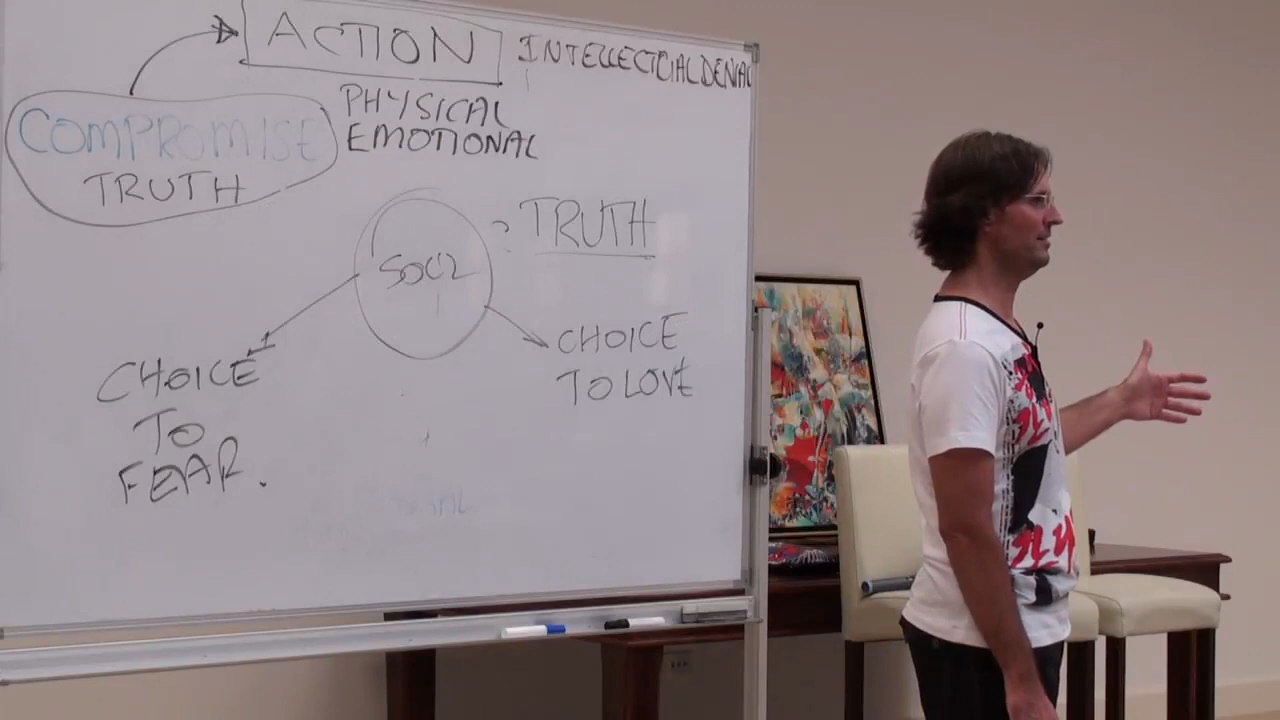 ACTION
INTELLECTUAL DENIAL
PHYSICAL
EMOTIONAL
COMPROMISE
TRUTH
? TRUTH
SOUL
CHOICE
TO LOVE
CHOICE
TO
FEAR.